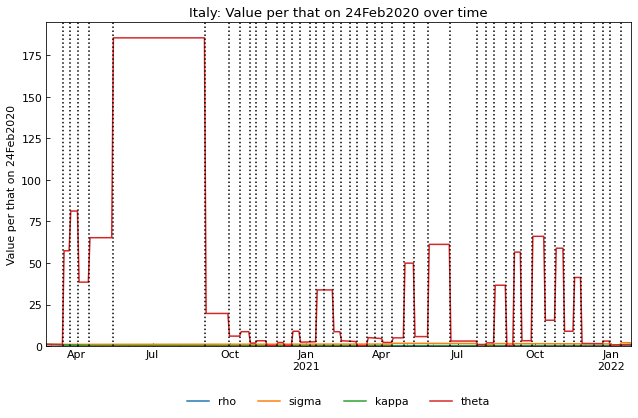 Italy: Value per that on 24Feb2020 over time
Value per that on 24Feb2020
175
150
125
100
75
50
25
0
Apr Jul Oct Jan Apr Jul Oct Jan
2021 2022
rho sigma kappa theta